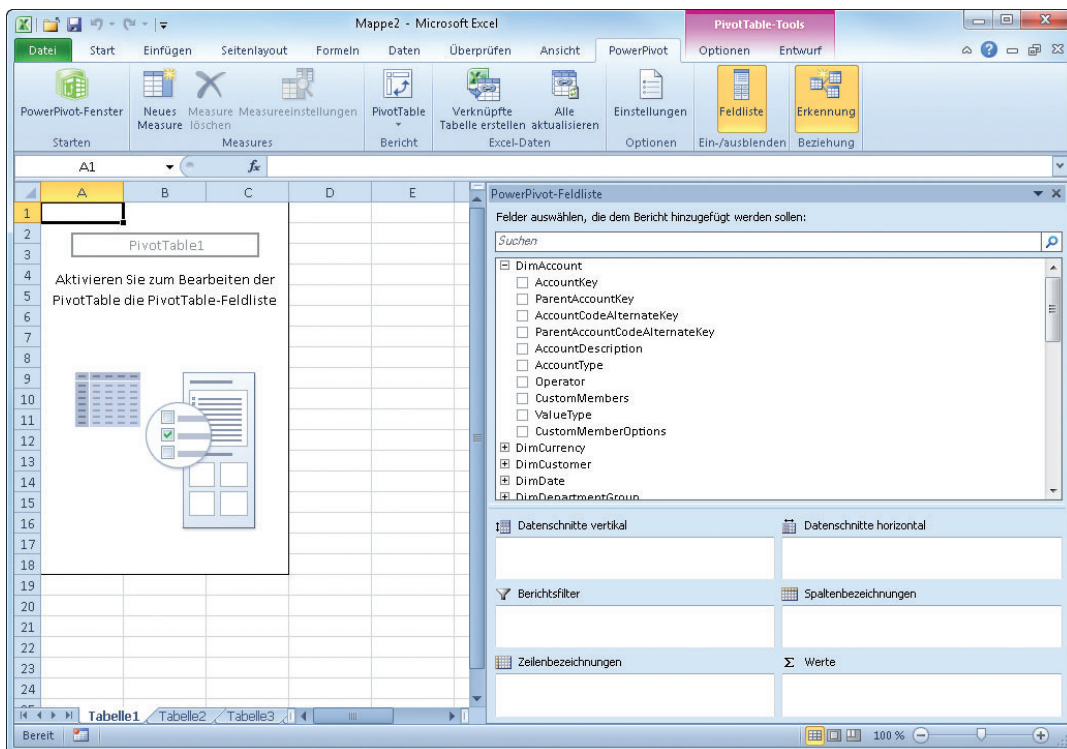 Mappe2 - Microsoft Excel
PivotTable-Tools
Datei Start Einfügen Seitenlayout Formeln Daten Überprüfen Ansicht PowerPivot Optionen Entwurf
PowerPivot-Fenster
Neues Measure
Measure löschen
Measureeinstellungen
PivotTable
Verknüpfte Tabelle erstellen
Alle aktualisieren
Einstellungen
Feldliste
Erkennung
Starten Measures Bericht Excel-Daten Optionen Ein-/ausblenden Beziehung
A1 fx
A B C D E
1
2
3
4
5
6
7
8
9
10
11
12
13
14
15
16
17
18
19
20
21
22
23
24
PivotTable1
Aktivieren Sie zum Bearbeiten der
PivotTable die PivotTable-Feldliste
PowerPivot-Feldliste
Felder auswählen, die dem Bericht hinzugefügt werden sollen:
Suchen
DimAccount
AccountKey
ParentAccountKey
AccountCodeAlternateKey
ParentAccountCodeAlternateKey
AccountDescription
AccountType
Operator
CustomMembers
ValueType
CustomMemberOptions
DimCurrency
DimCustomer
DimDate
DimDepartmentGroup
Datenschnitte vertikal
Datenschnitte horizontal
Berichtsfilter
Spaltenbezeichnungen
Zeilenbezeichnungen
Σ Werte
Tabelle1 Tabelle2 Tabelle3
Bereit
100 %